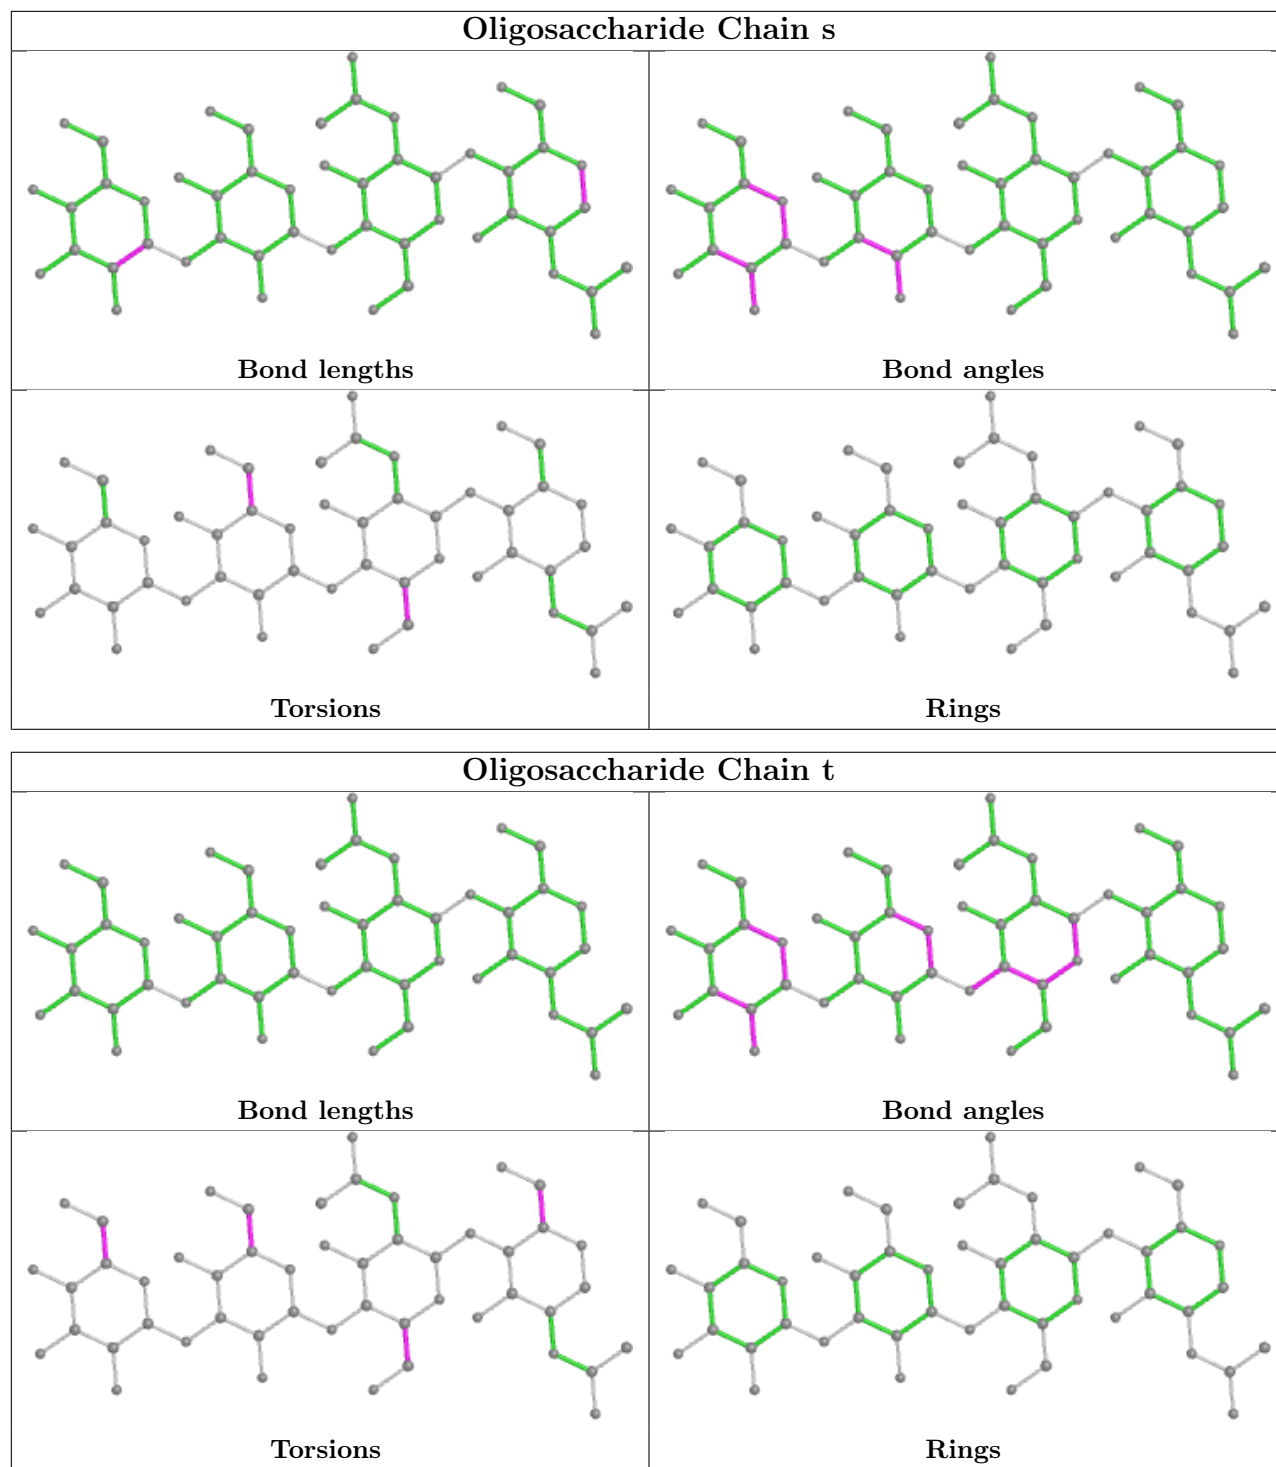 Oligosaccharide Chain s
Bond lengths
Bond angles
Torsions
Rings
Oligosaccharide Chain t
Bond lengths
Bond angles
Torsions
Rings